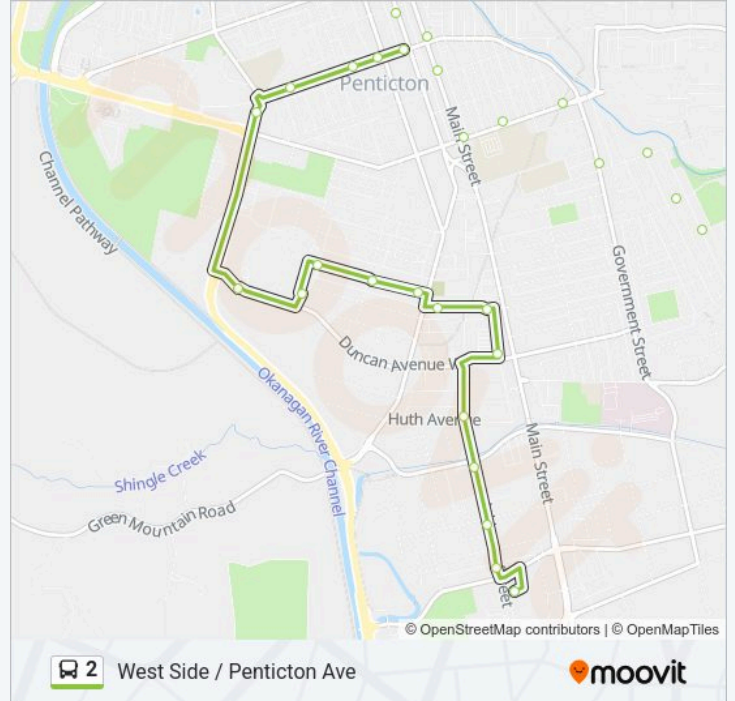 Penticton
Main Street
Channel Pathway
Government Street
Duncan Avenue W
Okanagan River Channel
Huth Avenue
Main Street
Shingle Creek
Green Mountain Road
eet
© OpenStreetMap contributors | © OpenMapTiles
2 West Side / Penticton Ave
moovit